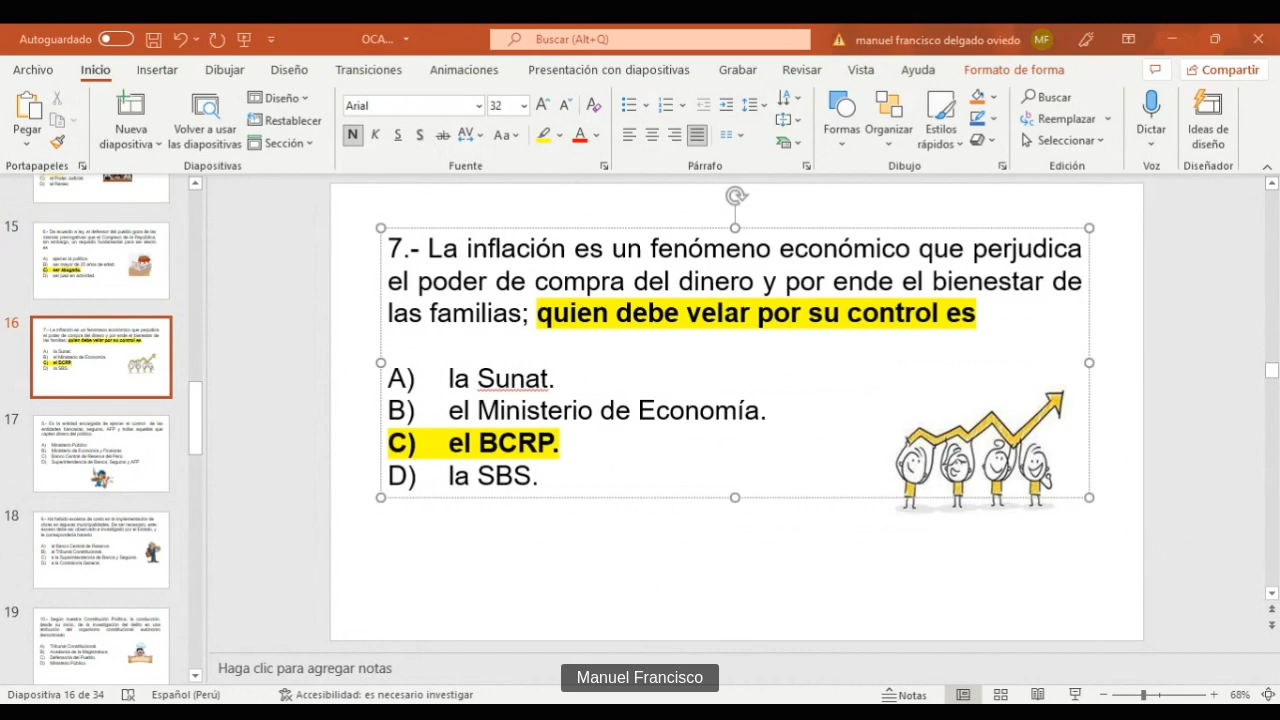 Autoguardado
OCA...
Buscar (Alt+Q)
manuel francisco delgado oviedo
MF
Archivo
Inicio
Insertar
Dibujar
Diseño
Transiciones
Animaciones
Presentación con diapositivas
Grabar
Revisar
Vista
Ayuda
Formato de forma
Compartir
Pegar
Nueva
diapositiva
Volver a usar
las diapositivas
Diseño
Restablecer
Sección
Arial
32
N K S S ab AV Aa
Formas
Organizar
Estilos
rápidos
Buscar
Reemplazar
Seleccionar
Dictar
Ideas de
diseño
Portapapeles
Diapositivas
Fuente
Párrafo
Dibujo
Edición
Voz
Diseñador
15
16
17
18
19
7.- La inflación es un fenómeno económico que perjudica
el poder de compra del dinero y por ende el bienestar de
las familias; quien debe velar por su control es
A) la Sunat.
B) el Ministerio de Economía.
C) el BCRP.
D) la SBS.
Haga clic para agregar notas
Manuel Francisco
Diapositiva 16 de 34
Español (Perú)
Accesibilidad: es necesario investigar
Notas
68%